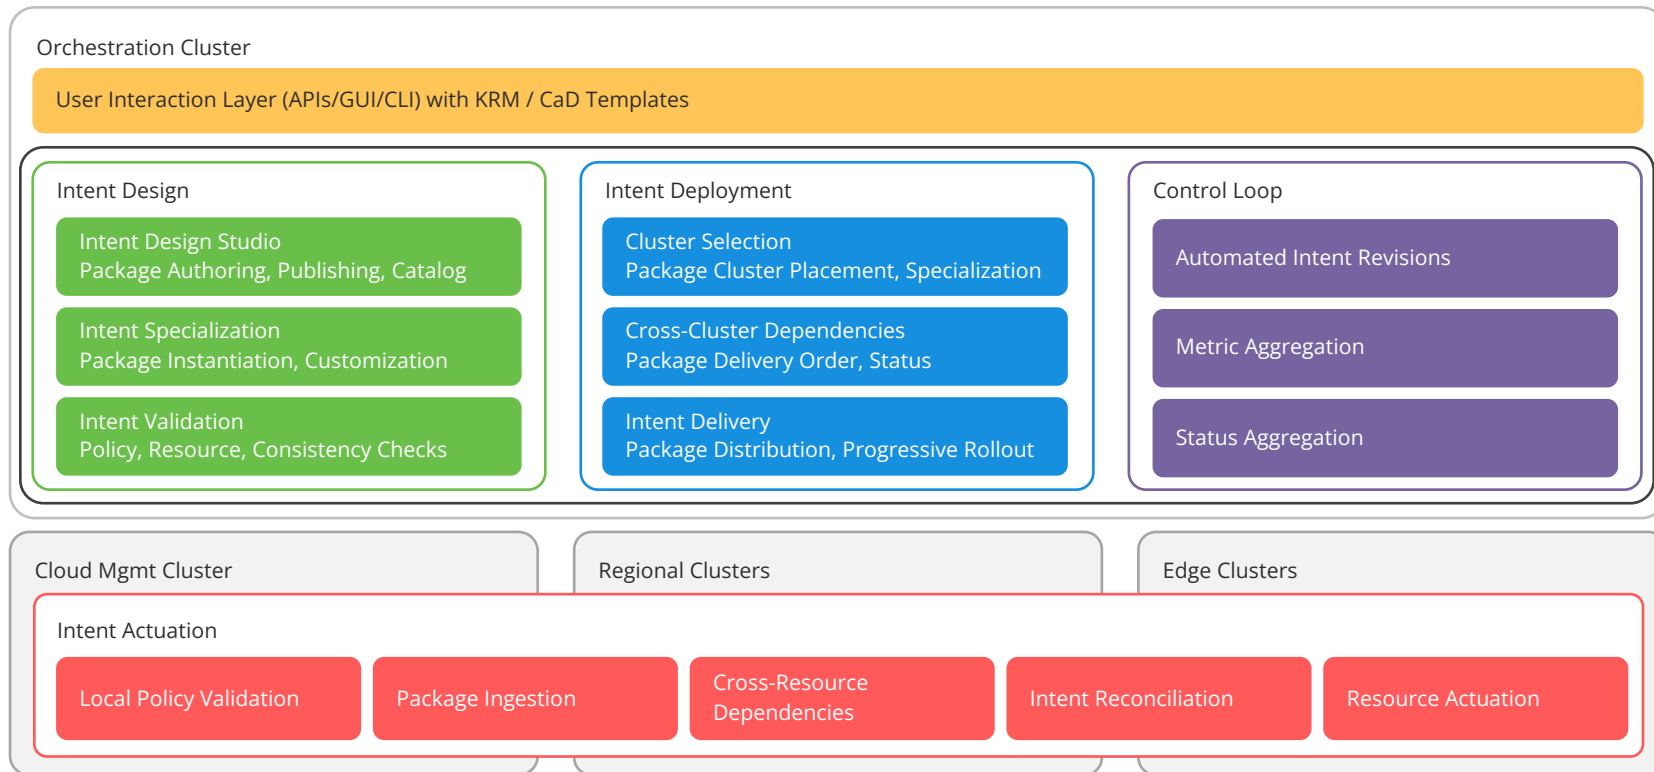 Orchestration Cluster
User Interaction Layer (APIs/GUI/CLI) with KRM / CaD Templates
Intent Design
Intent Design Studio
Package Authoring, Publishing, Catalog
Intent Specialization
Package Instantiation, Customization
Intent Validation
Policy, Resource, Consistency Checks
Intent Deployment
Cluster Selection
Package Cluster Placement, Specialization
Cross-Cluster Dependencies
Package Delivery Order, Status
Intent Delivery
Package Distribution, Progressive Rollout
Control Loop
Automated Intent Revisions
Metric Aggregation
Status Aggregation
Cloud Mgmt Cluster
Regional Clusters
Edge Clusters
Intent Actuation
Local Policy Validation
Package Ingestion
Cross-Resource
Dependencies
Intent Reconciliation
Resource Actuation